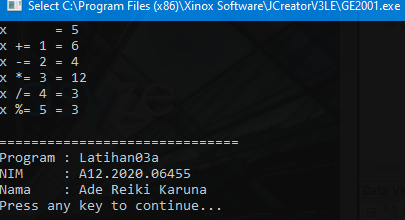 Select C:\Program Files (x86)\Xinox Software\JCreatorV3LE\GE2001.exe
x      = 5
x += 1 = 6
x -= 2 = 4
x *= 3 = 12
x /= 4 = 3
x %= 5 = 3
==============================
Program : Latihan03a
NIM     : A12.2020.06455
Nama    : Ade Reiki Karuna
Press any key to continue...